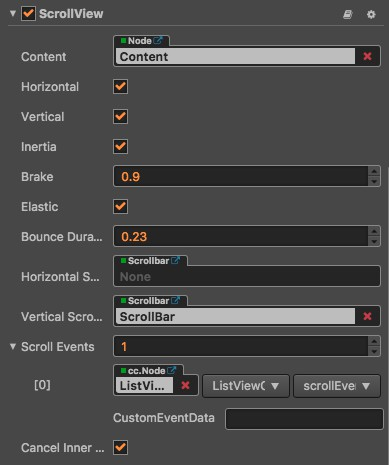 ScrollView
Node
Content Content
Horizontal
Vertical
Inertia
Brake 0.9
Elastic
Bounce Dura... 0.23
Scrollbar
Horizontal S... None
Scrollbar
Vertical Scro... ScrollBar
Scroll Events 1
cc.Node
[0] ListVi... ListViewC scrollEve
CustomEventData
Cancel Inner ...